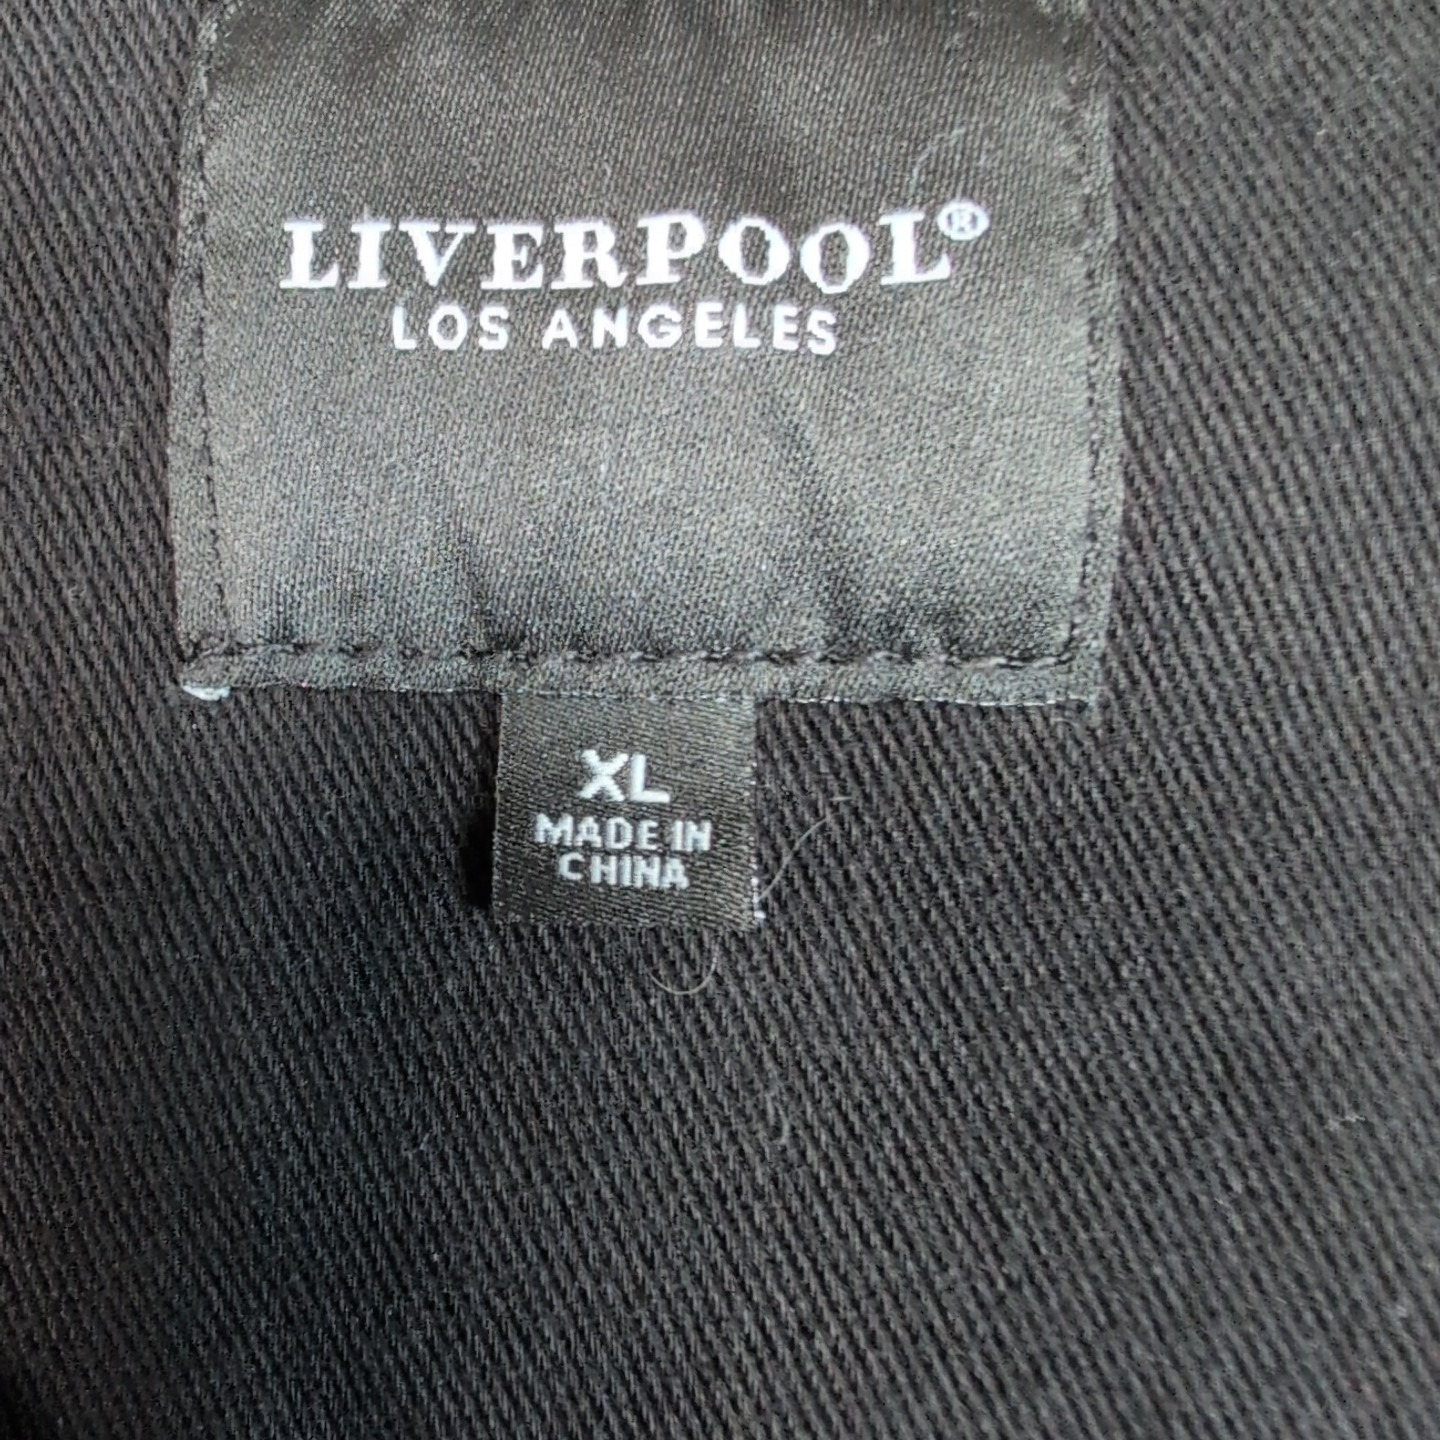 LIVERPOOL®
LOS ANGELES
XL
MADE IN
CHINA